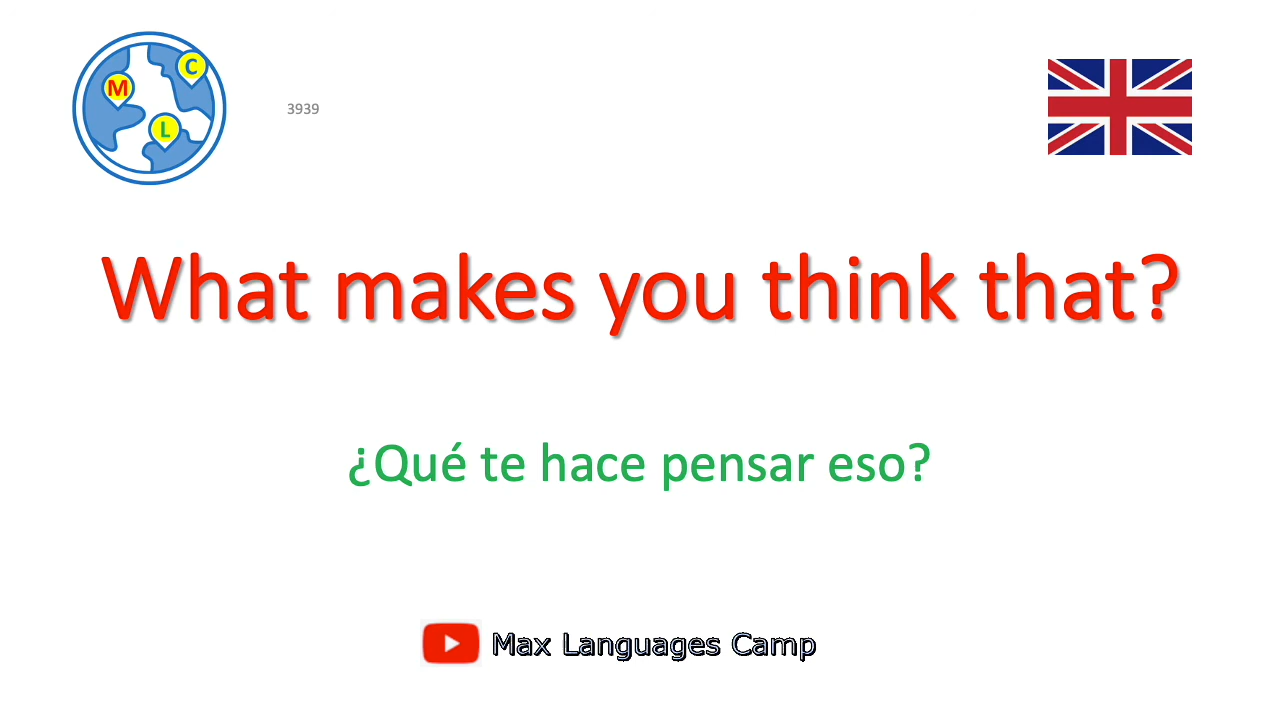 M
C
L
3939
What makes you think that?
¿Qué te hace pensar eso?
Max Languages Camp